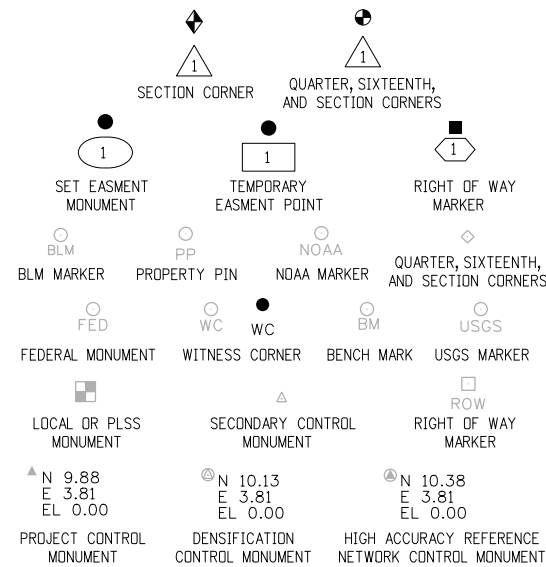 1
1
SECTION CORNER
QUARTER, SIXTEENTH,
AND SECTION CORNERS
1
1
1
SET EASMENT
MONUMENT
TEMPORARY
EASMENT POINT
RIGHT OF WAY
MARKER
BLM
PP
NOAA
BLM MARKER
PROPERTY PIN
NOAA MARKER
QUARTER, SIXTEENTH,
AND SECTION CORNERS
FED
WC
WC
BM
USGS
FEDERAL MONUMENT
WITNESS CORNER
BENCH MARK
USGS MARKER
ROW
LOCAL OR PLSS
MONUMENT
SECONDARY CONTROL
MONUMENT
RIGHT OF WAY
MARKER
N 9.88
E 3.81
EL 0.00
N 10.13
E 3.81
EL 0.00
N 10.38
E 3.81
EL 0.00
PROJECT CONTROL
MONUMENT
DENSIFICATION
CONTROL MONUMENT
HIGH ACCURACY REFERENCE
NETWORK CONTROL MONUMENT